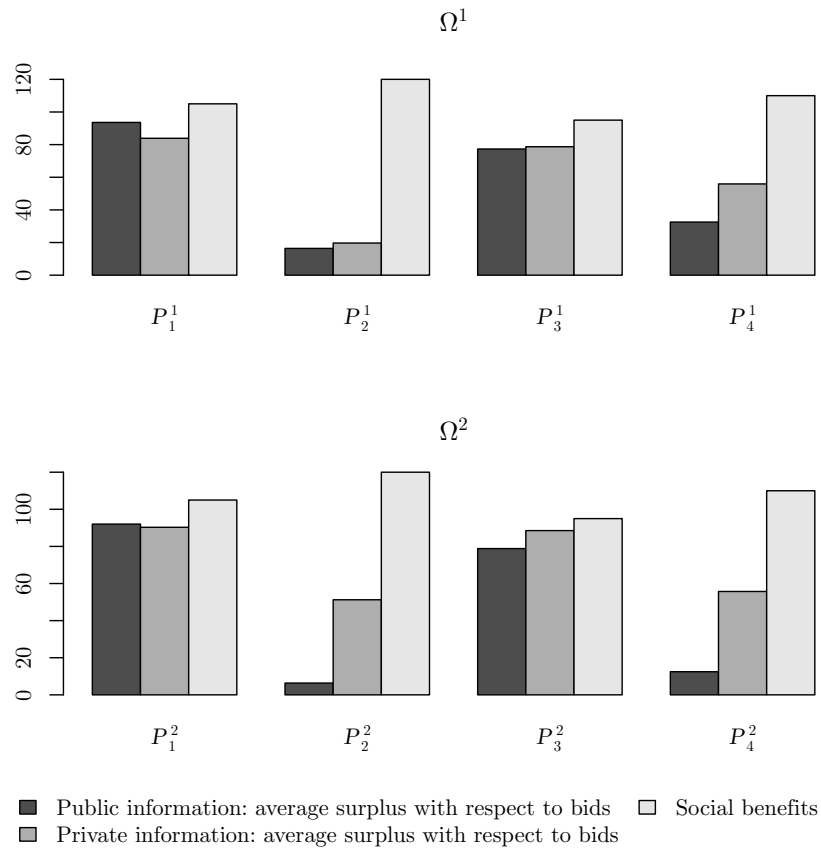 Ω¹
120
80
40
0
P₁¹ P₂¹ P₃¹ P₄¹
Ω²
100
60
20
0
P₁² P₂² P₃² P₄²
Public information: average surplus with respect to bids Social benefits
Private information: average surplus with respect to bids